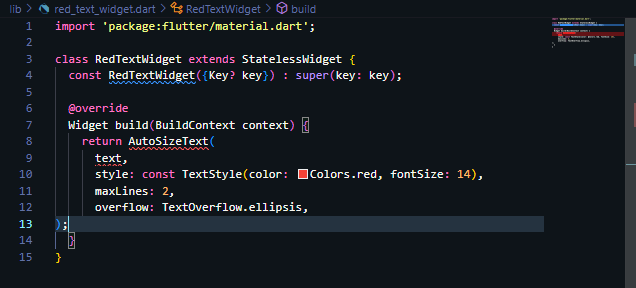 lib > red_text_widget.dart > RedTextWidget > build
1 import 'package:flutter/material.dart';
2
3 class RedTextWidget extends StatelessWidget {
4   const RedTextWidget({Key? key}) : super(key: key);
5
6   @override
7   Widget build(BuildContext context) {
8     return AutoSizeText(
9       text,
10       style: const TextStyle(color: Colors.red, fontSize: 14),
11       maxLines: 2,
12       overflow: TextOverflow.ellipsis,
13 );
14   }
15 }